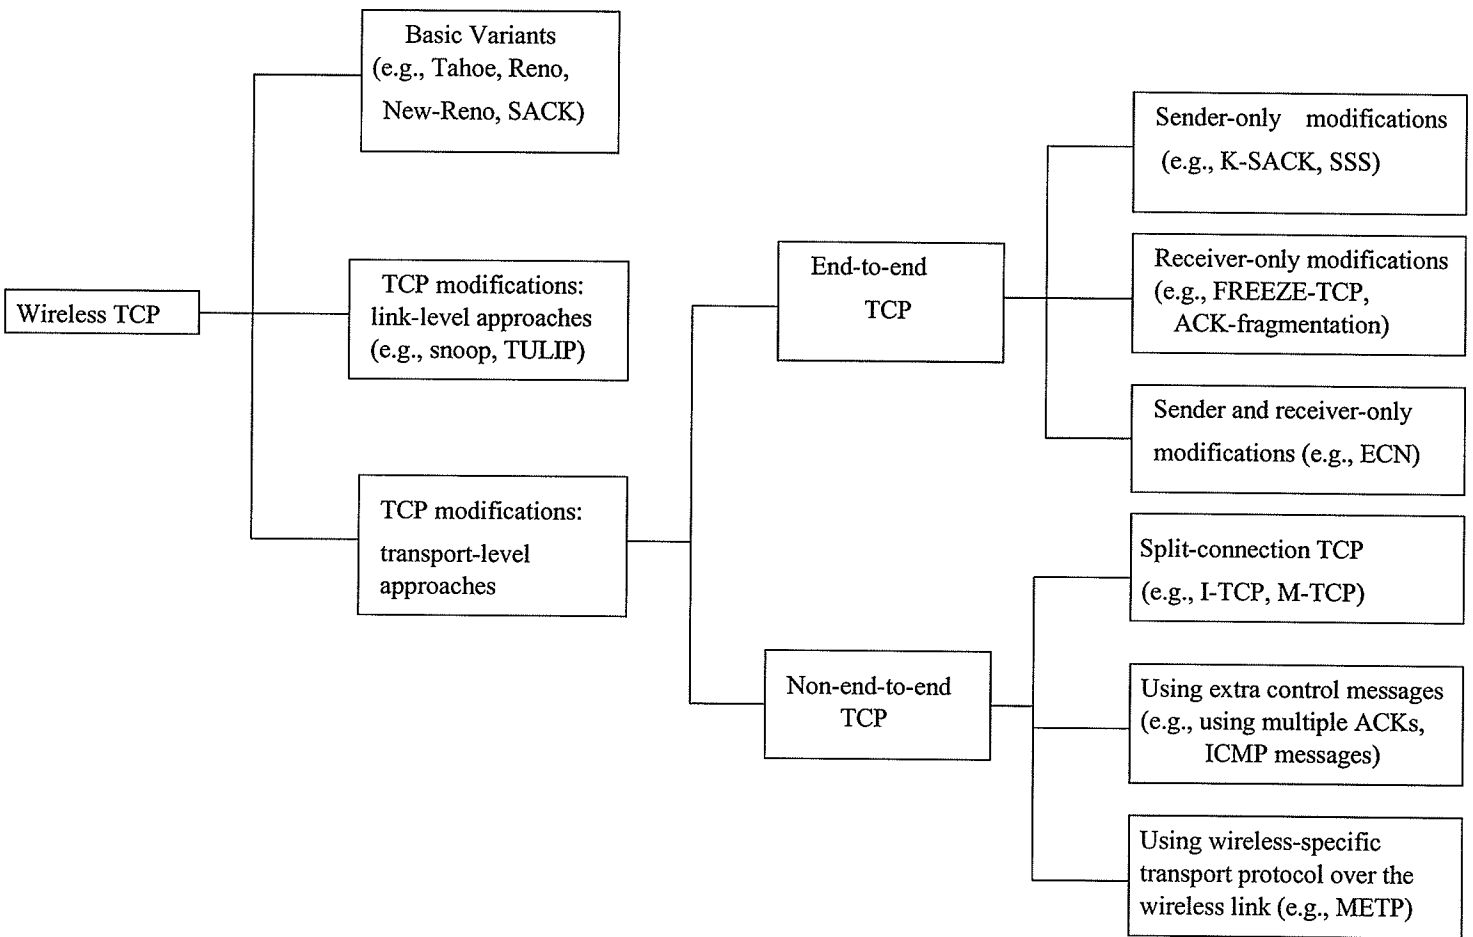 Basic Variants
(e.g., Tahoe, Reno,
New-Reno, SACK)
Sender-only modifications
(e.g., K-SACK, SSS)
End-to-end
TCP
Receiver-only modifications
(e.g., FREEZE-TCP,
ACK-fragmentation)
Wireless TCP
TCP modifications:
link-level approaches
(e.g., snoop, TULIP)
Sender and receiver-only
modifications (e.g., ECN)
TCP modifications:
transport-level
approaches
Split-connection TCP
(e.g., I-TCP, M-TCP)
Non-end-to-end
TCP
Using extra control messages
(e.g., using multiple ACKs,
ICMP messages)
Using wireless-specific
transport protocol over the
wireless link (e.g., METP)